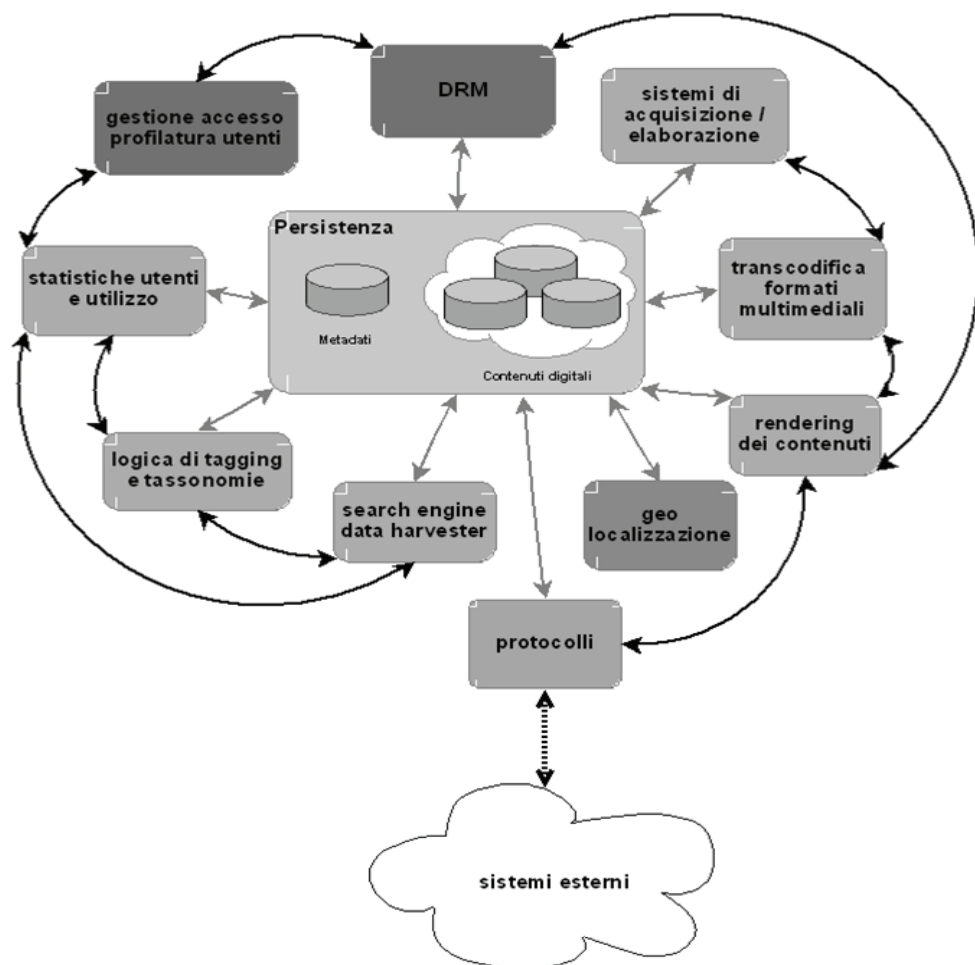 DRM
gestione accesso
profilatura utenti
sistemi di
acquisizione /
elaborazione
Persistenza
Metadati
Contenuti digitali
statistiche utenti
e utilizzo
transcodifica
formati
multimediali
logica di tagging
e tassonomie
search engine
data harvester
geo
localizzazione
rendering
dei contenuti
protocolli
sistemi esterni